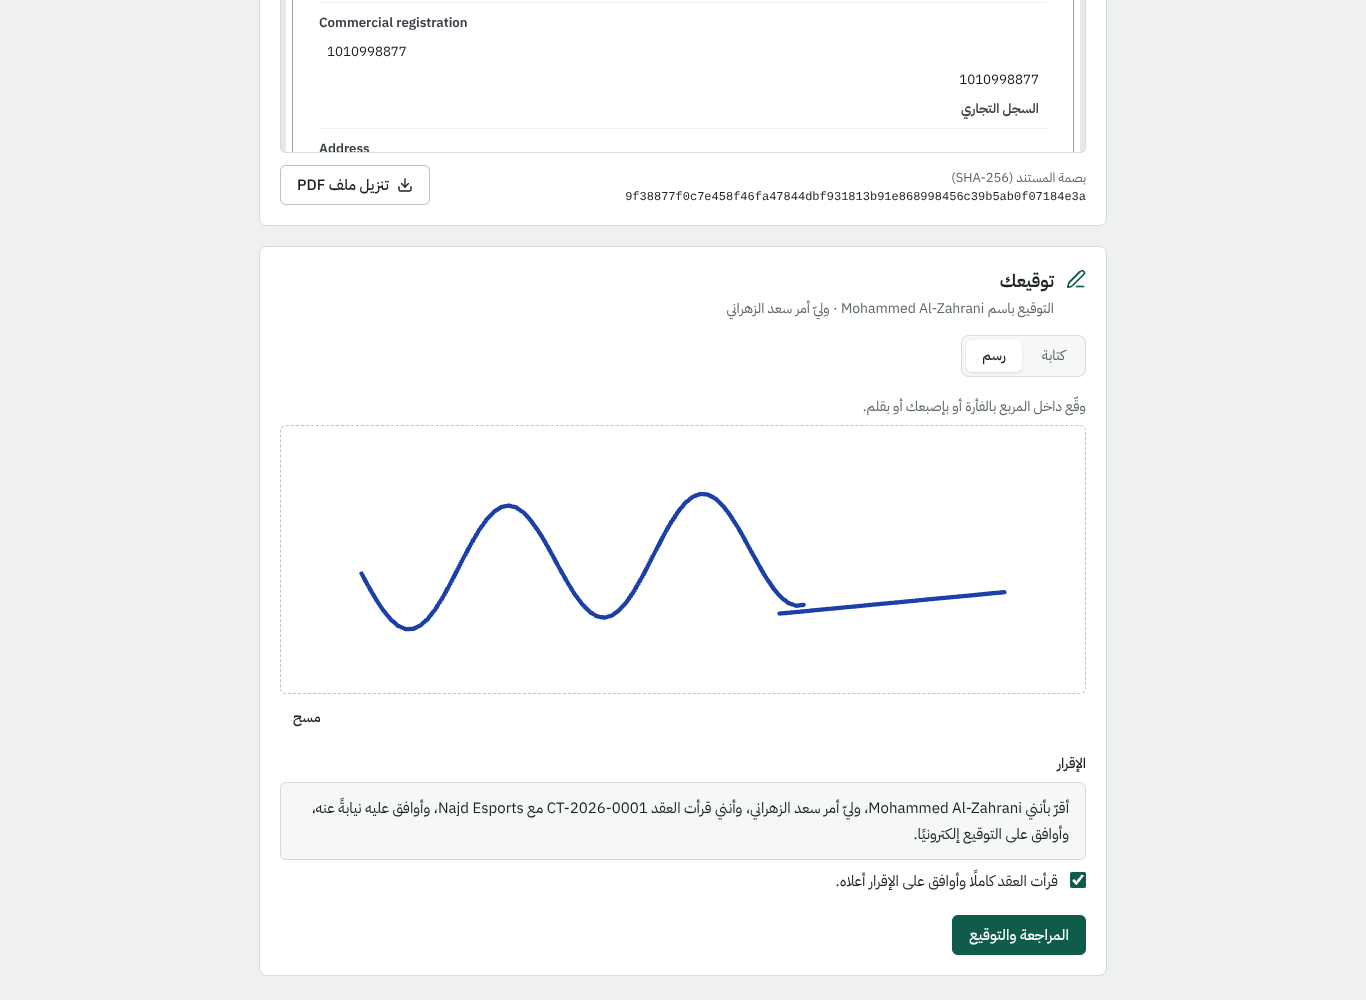 Commercial registration
1010998877
1010998877
السجل التجاري
Address
بصمة المستند (SHA-256)
9f38877f0c7e458f46fa47844dbf931813b91e868998456c39b5ab0f07184e3a
تنزيل ملف PDF
توقيعك
التوقيع باسم Mohammed Al-Zahrani · وليّ أمر سعد الزهراني
كتابة
رسم
وقّع داخل المربع بالفأرة أو بإصبعك أو بقلم.
مسح
الإقرار
أقرّ بأنني Mohammed Al-Zahrani، وليّ أمر سعد الزهراني، وأنني قرأت العقد CT-2026-0001 مع Najd Esports، وأوافق عليه نيابةً عنه،
وأوافق على التوقيع إلكترونيًا.
قرأت العقد كاملًا وأوافق على الإقرار أعلاه.
المراجعة والتوقيع